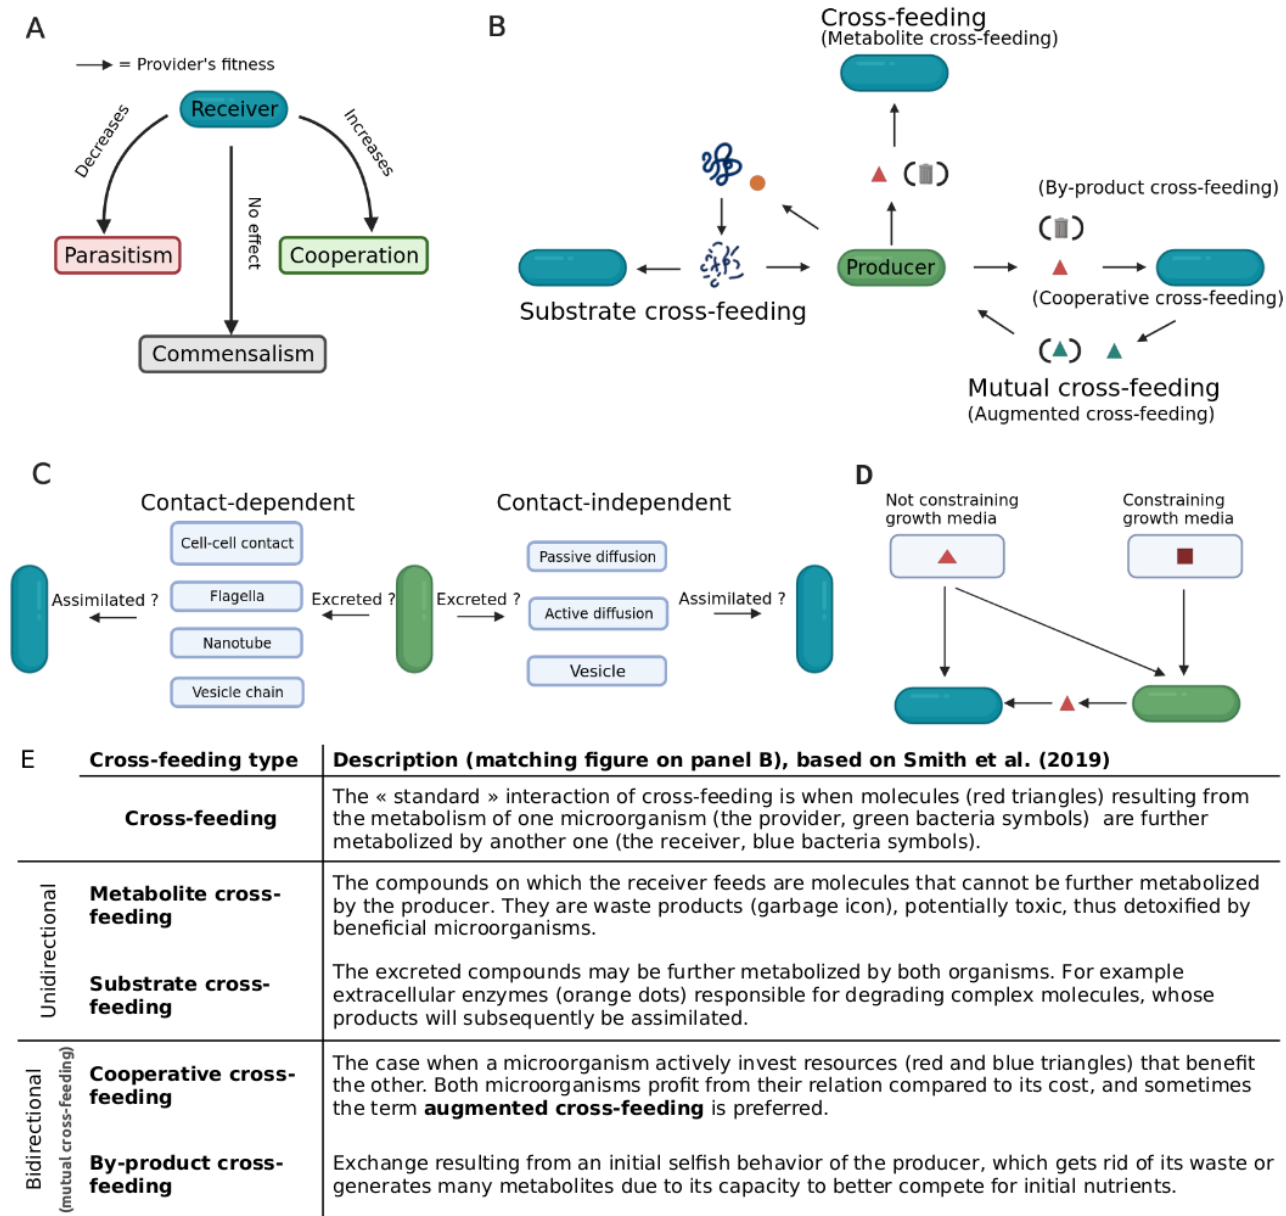 A
= Provider's fitness
Receiver
Decreases
Increases
No effect
Parasitism
Cooperation
Commensalism
B
Cross-feeding
(Metabolite cross-feeding)
(By-product cross-feeding)
Producer
(Cooperative cross-feeding)
Substrate cross-feeding
Mutual cross-feeding
(Augmented cross-feeding)
C
Contact-dependent
Contact-independent
Cell-cell contact
Flagella
Nanotube
Vesicle chain
Assimilated ?
Excreted ?
Excreted ?
Passive diffusion
Active diffusion
Vesicle
Assimilated ?
D
Not constraining
growth media
Constraining
growth media
E
Cross-feeding type
Description (matching figure on panel B), based on Smith et al. (2019)
Cross-feeding
The « standard » interaction of cross-feeding is when molecules (red triangles) resulting from
the metabolism of one microorganism (the provider, green bacteria symbols) are further
metabolized by another one (the receiver, blue bacteria symbols).
Unidirectional
Metabolite cross-
feeding
The compounds on which the receiver feeds are molecules that cannot be further metabolized
by the producer. They are waste products (garbage icon), potentially toxic, thus detoxified by
beneficial microorganisms.
Substrate cross-
feeding
The excreted compounds may be further metabolized by both organisms. For example
extracellular enzymes (orange dots) responsible for degrading complex molecules, whose
products will subsequently be assimilated.
Bidirectional
(mutual cross-feeding)
Cooperative cross-
feeding
The case when a microorganism actively invest resources (red and blue triangles) that benefit
the other. Both microorganisms profit from their relation compared to its cost, and sometimes
the term augmented cross-feeding is preferred.
By-product cross-
feeding
Exchange resulting from an initial selfish behavior of the producer, which gets rid of its waste or
generates many metabolites due to its capacity to better compete for initial nutrients.